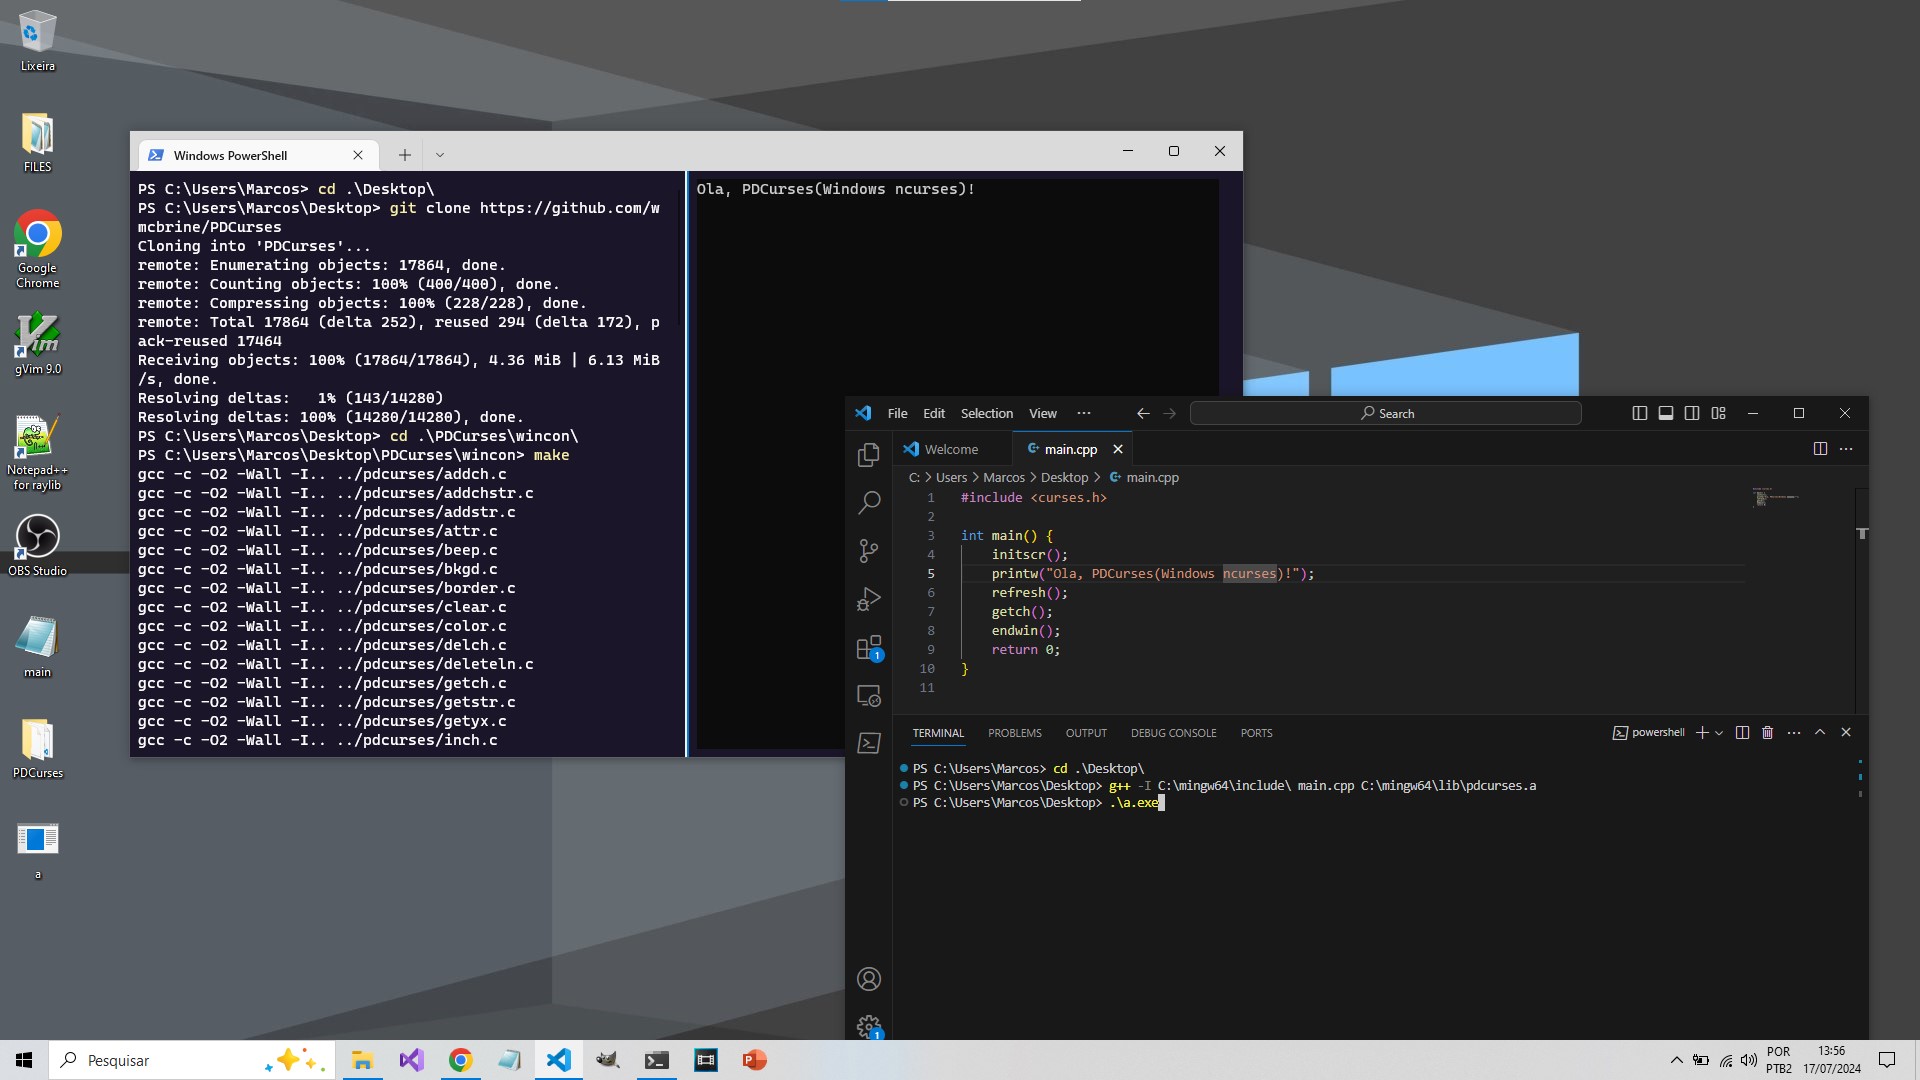 Lixeira
FILES
Google
Chrome
gVim 9.0
Notepad++
for raylib
OBS Studio
main
PDCurses
a
Windows PowerShell
PS C:\Users\Marcos> cd .\Desktop\
PS C:\Users\Marcos\Desktop> git clone https://github.com/w
mcbrine/PDCurses
Cloning into 'PDCurses'...
remote: Enumerating objects: 17864, done.
remote: Counting objects: 100% (400/400), done.
remote: Compressing objects: 100% (228/228), done.
remote: Total 17864 (delta 252), reused 294 (delta 172), p
ack-reused 17464
Receiving objects: 100% (17864/17864), 4.36 MiB | 6.13 MiB
/s, done.
Resolving deltas:   1% (143/14280)
Resolving deltas: 100% (14280/14280), done.
PS C:\Users\Marcos\Desktop> cd .\PDCurses\wincon\
PS C:\Users\Marcos\Desktop\PDCurses\wincon> make
gcc -c -O2 -Wall -I.. ../pdcurses/addch.c
gcc -c -O2 -Wall -I.. ../pdcurses/addchstr.c
gcc -c -O2 -Wall -I.. ../pdcurses/addstr.c
gcc -c -O2 -Wall -I.. ../pdcurses/attr.c
gcc -c -O2 -Wall -I.. ../pdcurses/beep.c
gcc -c -O2 -Wall -I.. ../pdcurses/bkgd.c
gcc -c -O2 -Wall -I.. ../pdcurses/border.c
gcc -c -O2 -Wall -I.. ../pdcurses/clear.c
gcc -c -O2 -Wall -I.. ../pdcurses/color.c
gcc -c -O2 -Wall -I.. ../pdcurses/delch.c
gcc -c -O2 -Wall -I.. ../pdcurses/deleteln.c
gcc -c -O2 -Wall -I.. ../pdcurses/getch.c
gcc -c -O2 -Wall -I.. ../pdcurses/getstr.c
gcc -c -O2 -Wall -I.. ../pdcurses/getyx.c
gcc -c -O2 -Wall -I.. ../pdcurses/inch.c
Ola, PDCurses(Windows ncurses)!
File Edit Selection View ··· Search
Welcome main.cpp
C: > Users > Marcos > Desktop > main.cpp
1 #include <curses.h>
2
3 int main() {
4     initscr();
5     printw("Ola, PDCurses(Windows ncurses)!");
6     refresh();
7     getch();
8     endwin();
9     return 0;
10 }
11
TERMINAL PROBLEMS OUTPUT DEBUG CONSOLE PORTS powershell
PS C:\Users\Marcos> cd .\Desktop\
PS C:\Users\Marcos\Desktop> g++ -I C:\mingw64\include\ main.cpp C:\mingw64\lib\pdcurses.a
PS C:\Users\Marcos\Desktop> .\a.exe
1
1
Pesquisar
POR
PTB2
13:56
17/07/2024